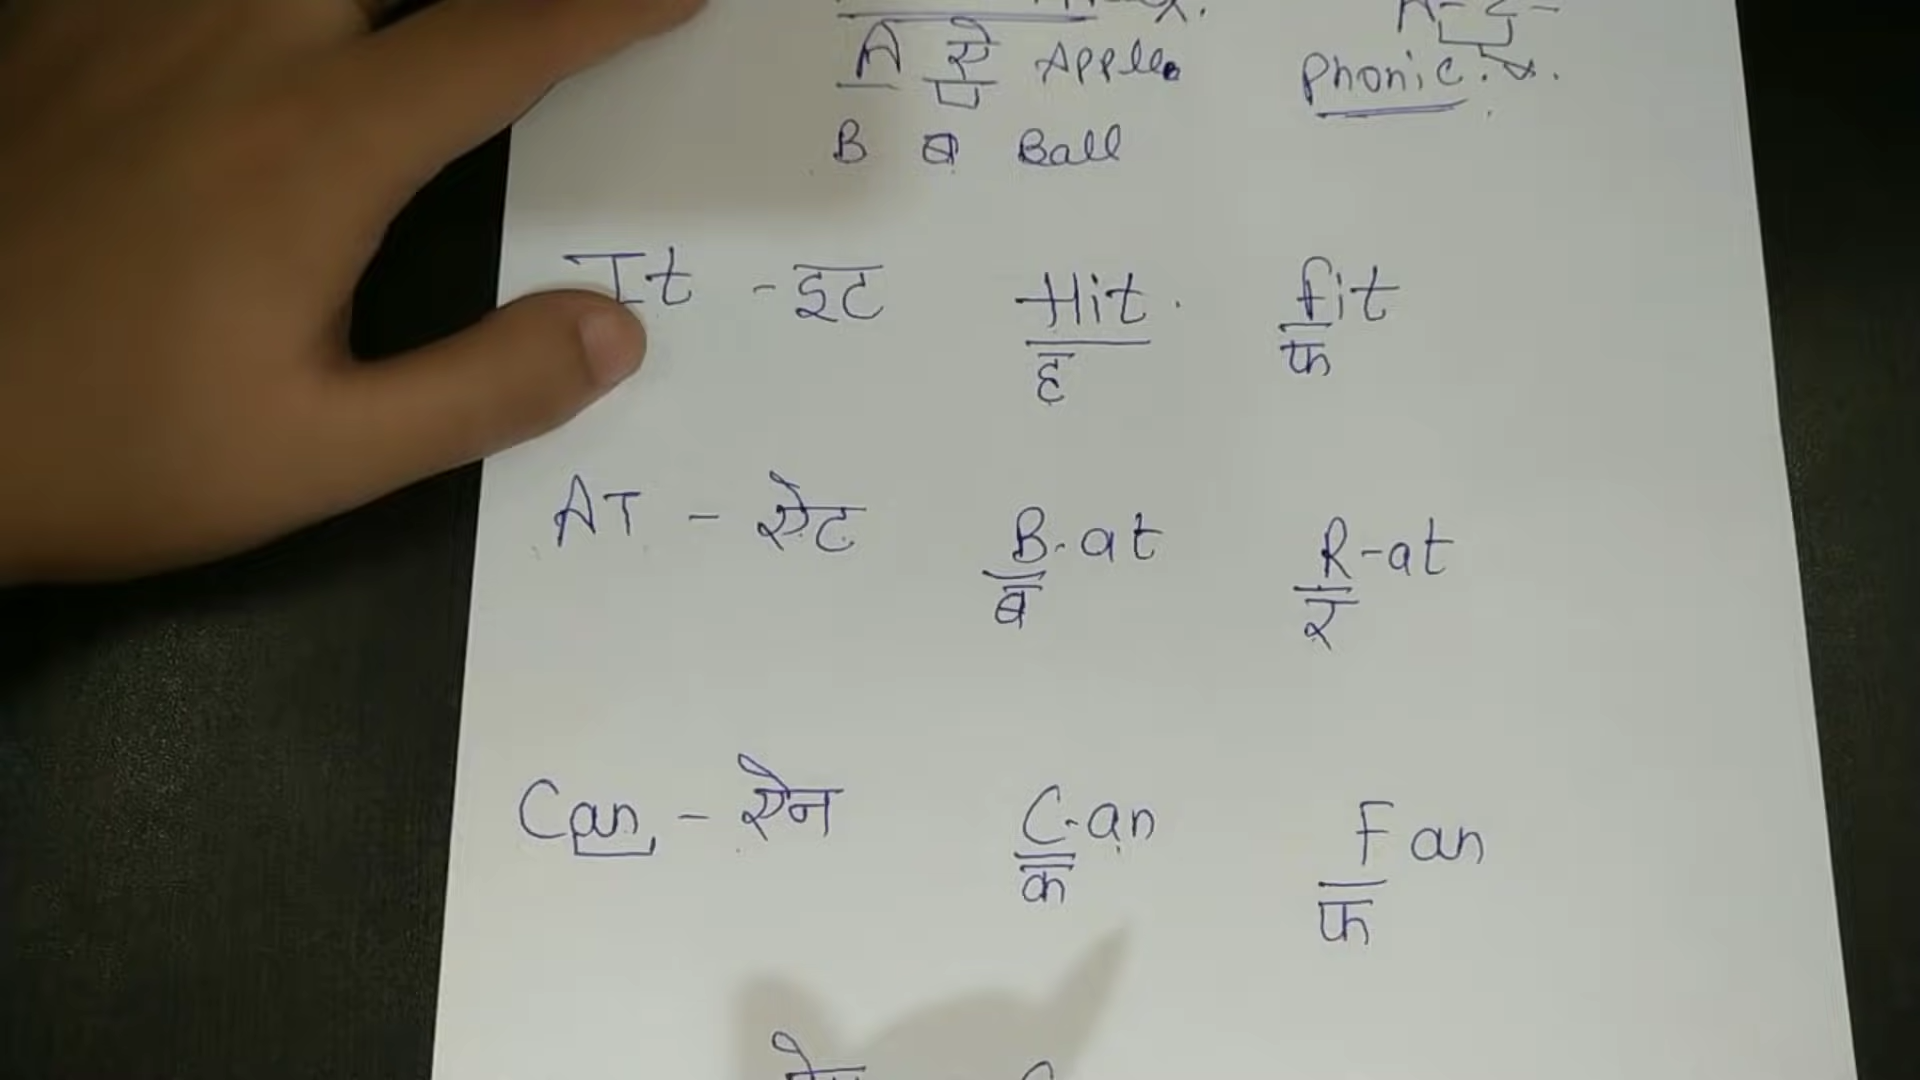 A ऐ Apple
Phonic.
B ब Ball
It - इट Hit. fit
ह फ
AT - ऐट B-at R-at
ब र
Can - ऐन C-an Fan
क फ